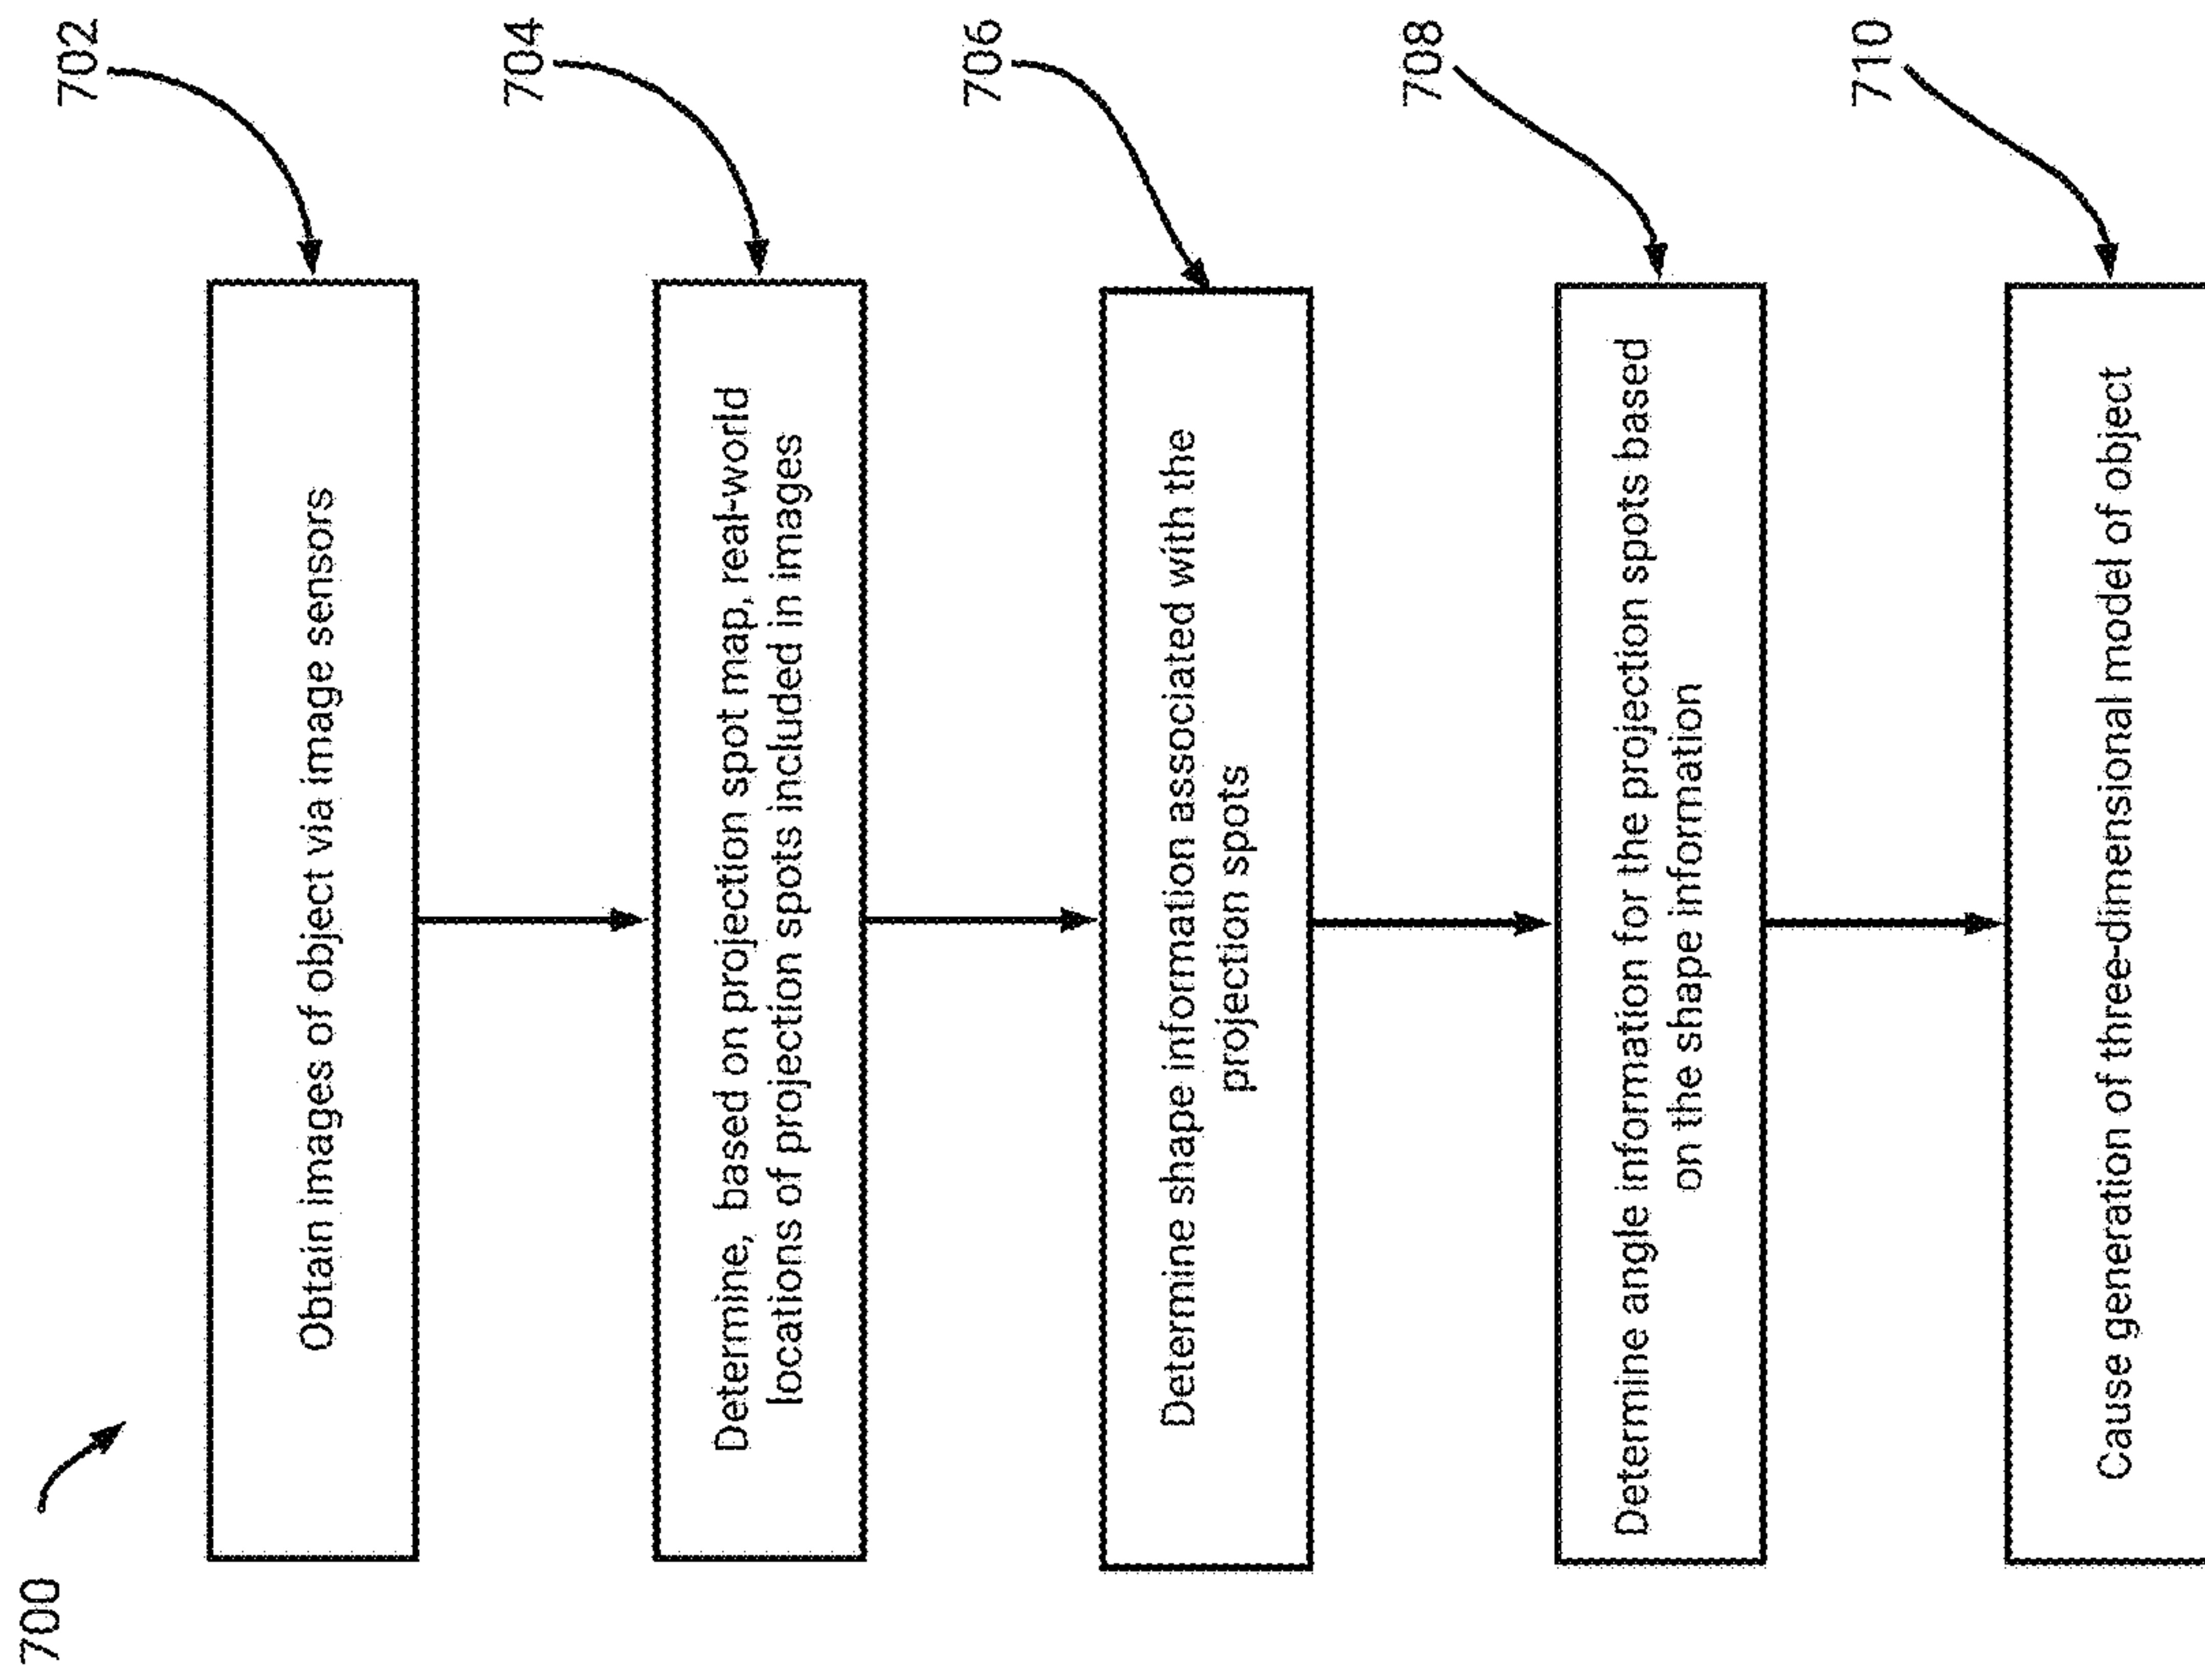 700
702
Obtain images of object via image sensors
704
Determine, based on projection spot map, real-world
locations of projection spots included in images
706
Determine shape information associated with the
projection spots
708
Determine angle information for the projection spots based
on the shape information
710
Cause generation of three-dimensional model of object